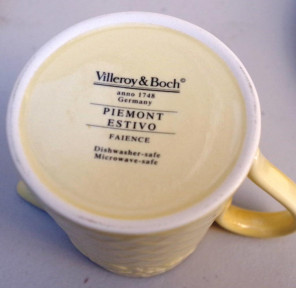 Villeroy & Boch©
anno 1748
Germany
PIEMONT
ESTIVO
FAIENCE
Dishwasher-safe
Microwave-safe